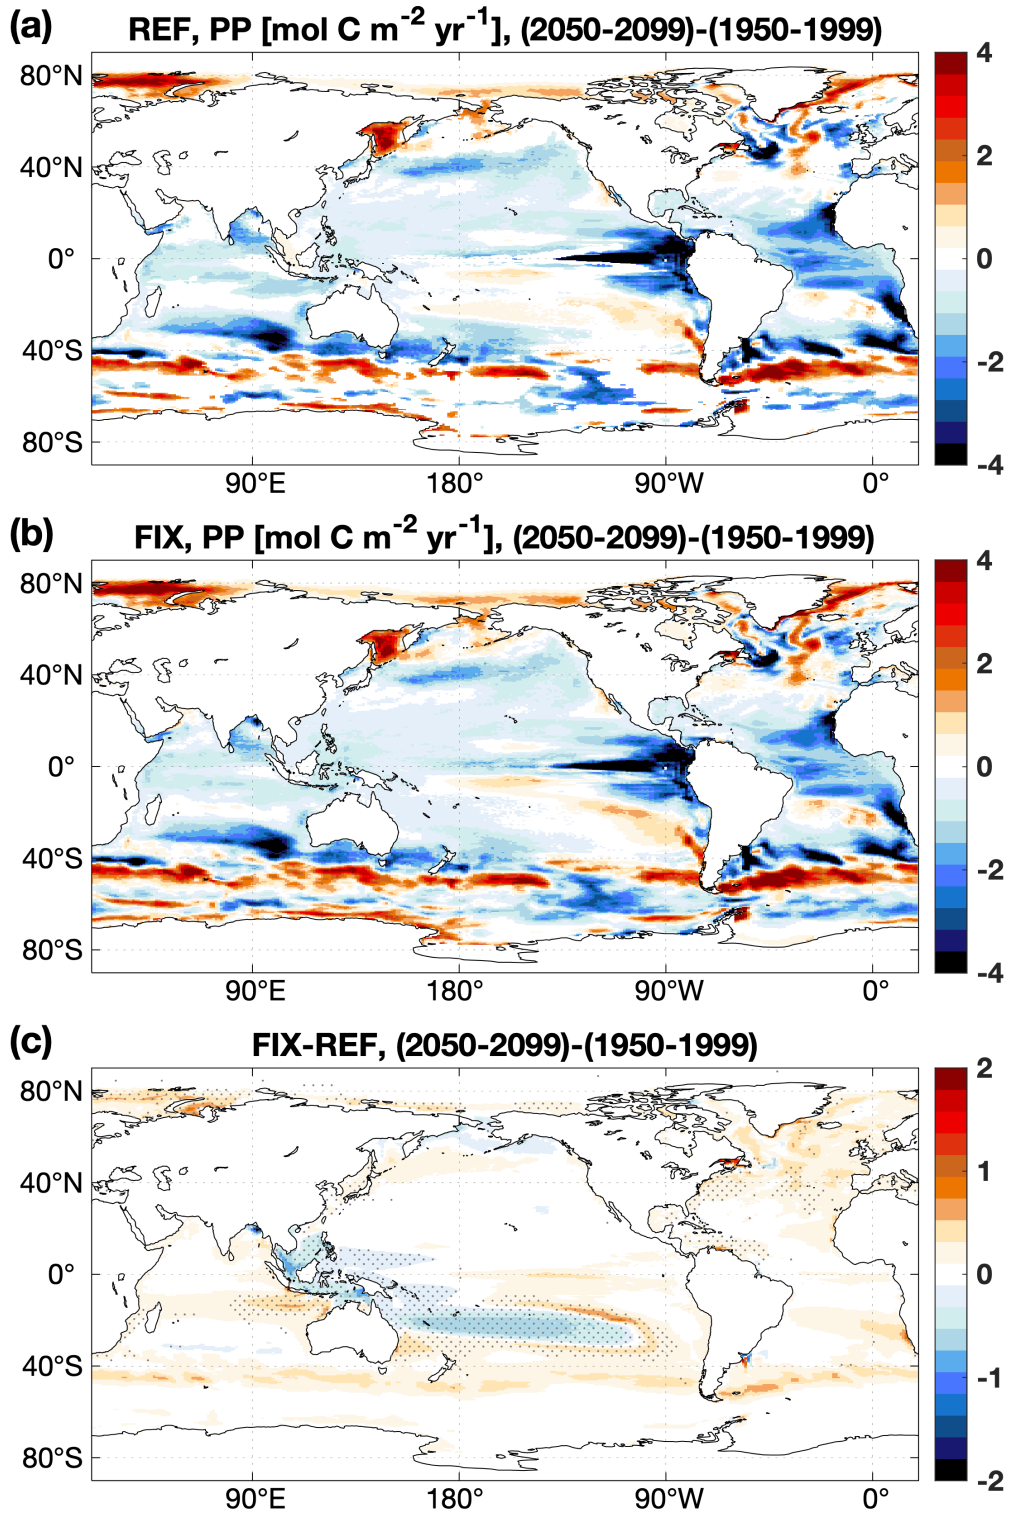 (a)
REF, PP [mol C m⁻² yr⁻¹], (2050-2099)-(1950-1999)
80°N
40°N
0°
40°S
80°S
90°E 180° 90°W 0°
4
2
0
-2
-4
(b)
FIX, PP [mol C m⁻² yr⁻¹], (2050-2099)-(1950-1999)
80°N
40°N
0°
40°S
80°S
90°E 180° 90°W 0°
4
2
0
-2
-4
(c)
FIX-REF, (2050-2099)-(1950-1999)
80°N
40°N
0°
40°S
80°S
90°E 180° 90°W 0°
2
1
0
-1
-2